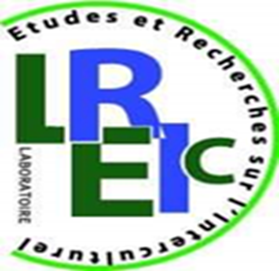 Etudes et Recherches sur l'interculturel
LREIC
LABORATOIRE